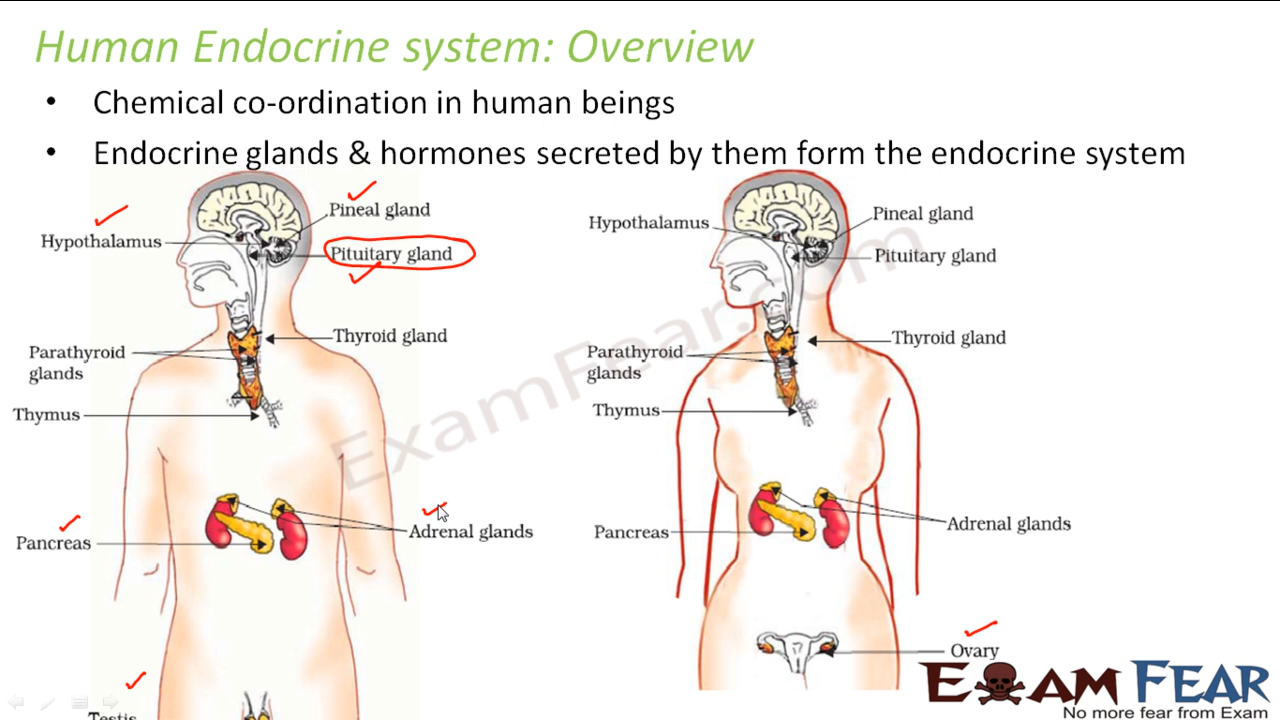 Human Endocrine system: Overview
• Chemical co-ordination in human beings
• Endocrine glands & hormones secreted by them form the endocrine system
Pineal gland
Hypothalamus
Pituitary gland
Thyroid gland
Parathyroid
glands
Thymus
Adrenal glands
Pancreas
Testis
Hypothalamus
Pineal gland
Pituitary gland
Thyroid gland
Parathyroid
glands
Thymus
Adrenal glands
Pancreas
Ovary
ExamFear.com
EXAM FEAR
No more fear from Exam